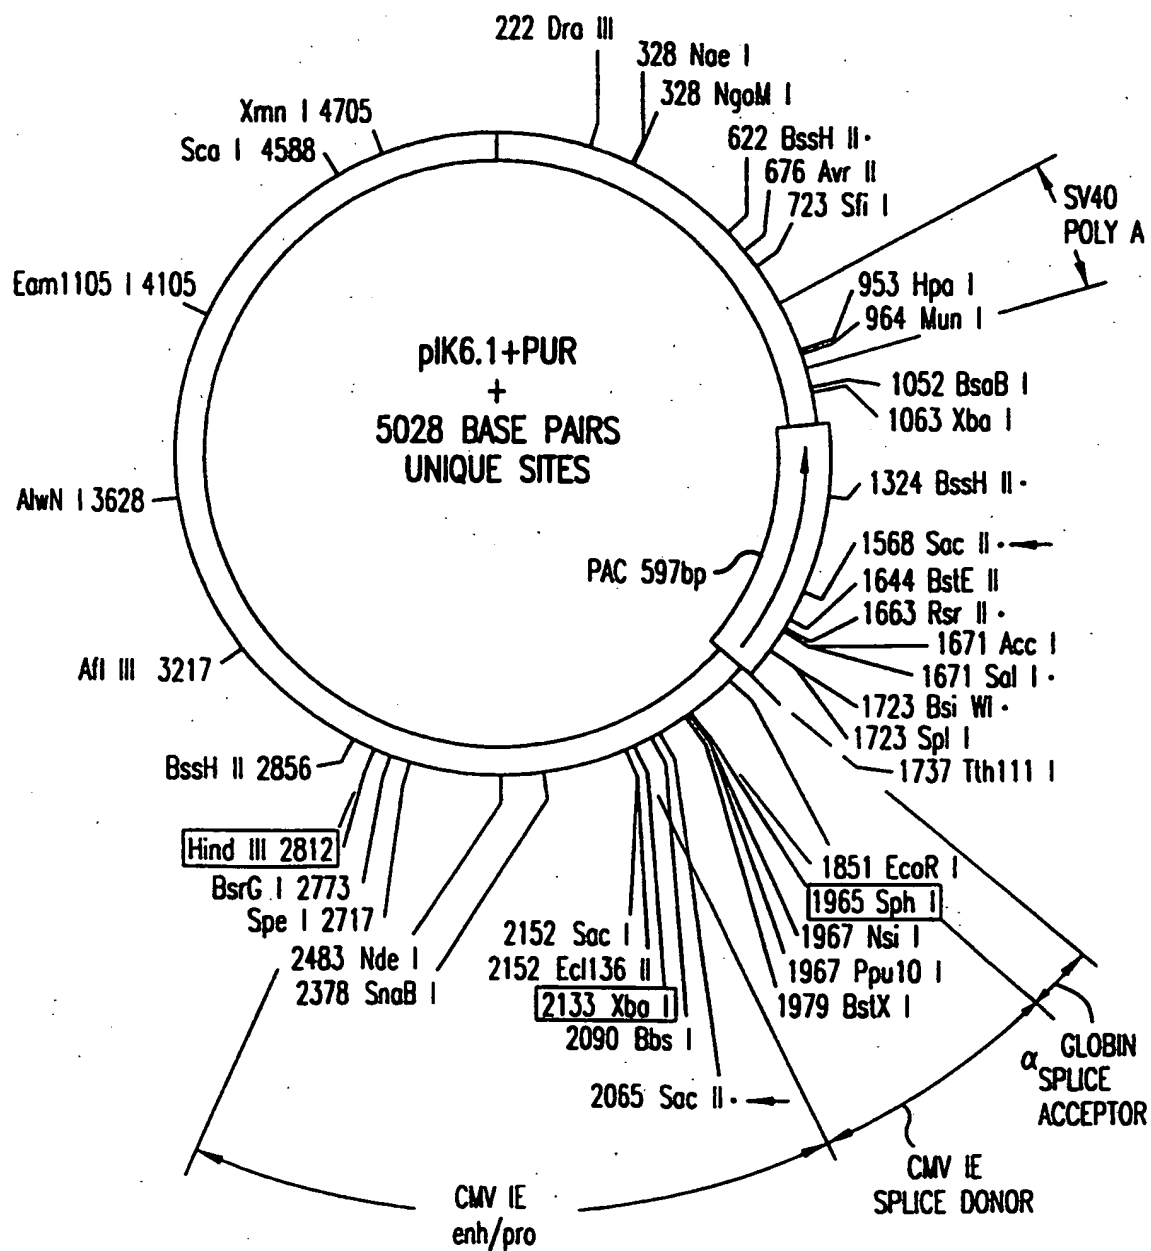 222 Dra III
328 Nae I
328 NgoM I
Xmn I 4705
Sca I 4588
622 BssH II·
676 Avr II
723 Sfi I
SV40
POLY A
Eam1105 I 4105
953 Hpa I
964 Mun I
pIK6.1+PUR
+
5028 BASE PAIRS
UNIQUE SITES
1052 BsaB I
1063 Xba I
AlwN I 3628
1324 BssH II·
1568 Sac II·
PAC 597bp
1644 BstE II
1663 Rsr II·
1671 Acc I
1671 Sal I·
Afl III 3217
1723 Bsi WI·
1723 Spl I
1737 Tth111 I
BssH II 2856
Hind III 2812
BsrG I 2773
Spe I 2717
2483 Nde I
2378 SnaB I
1851 EcoR I
1965 Sph I
1967 Nsi I
1967 Ppu10 I
1979 BstX I
2152 Sac I
2152 Ecl136 II
2133 Xba I
2090 Bbs I
2065 Sac II·
α GLOBIN
SPLICE
ACCEPTOR
CMV IE
SPLICE DONOR
CMV IE
enh/pro